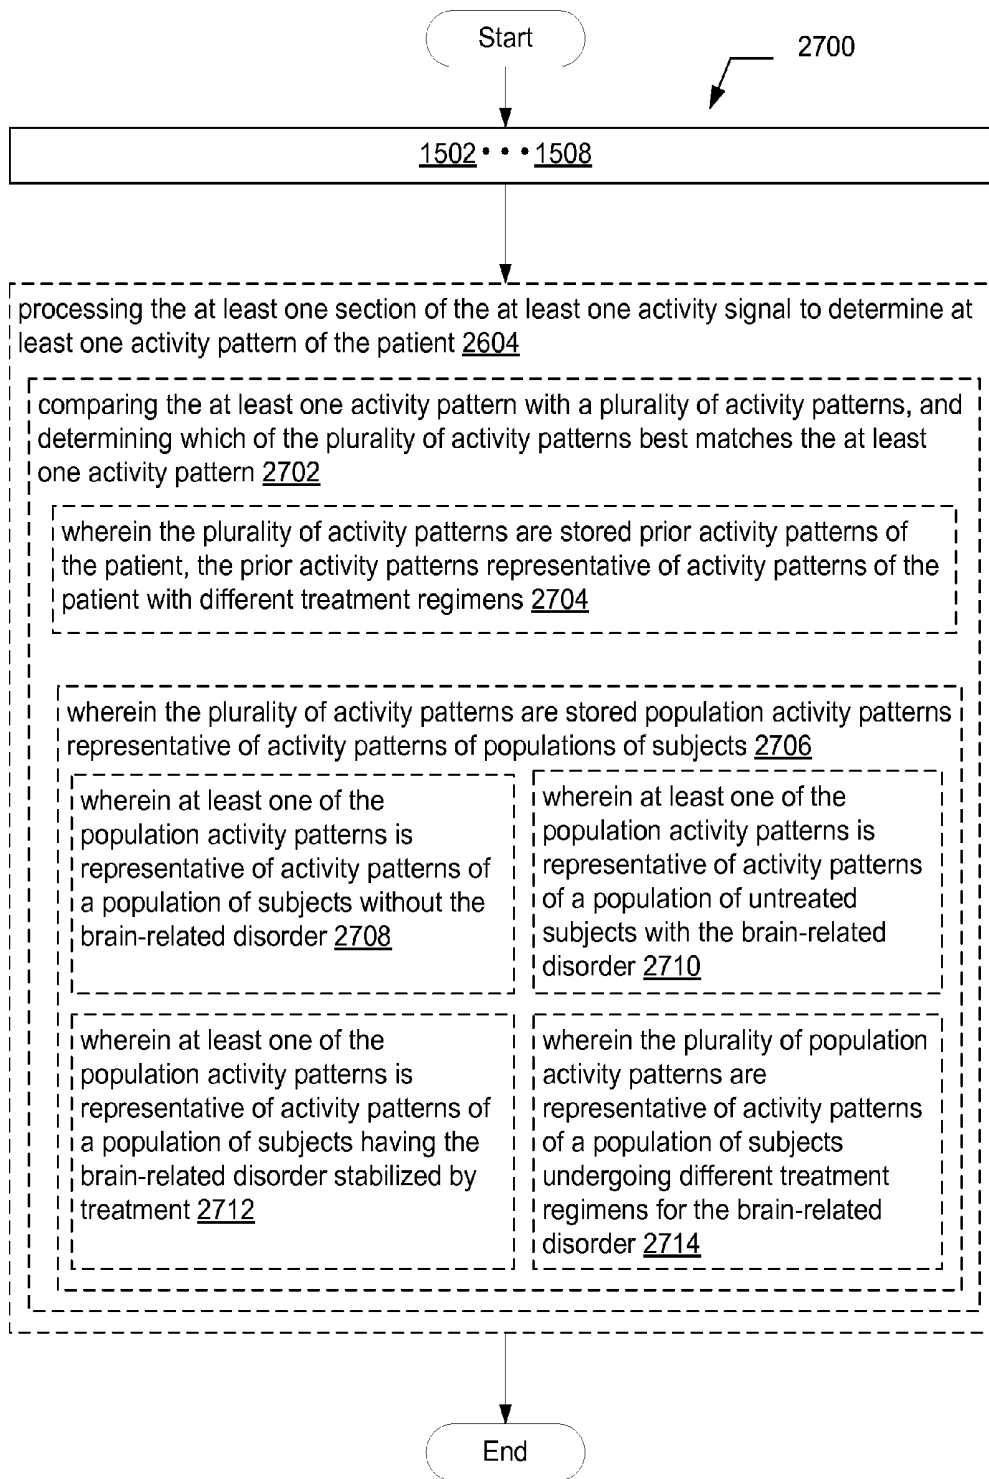 Start
2700
1502 • • • 1508
processing the at least one section of the at least one activity signal to determine at
least one activity pattern of the patient 2604
comparing the at least one activity pattern with a plurality of activity patterns, and
determining which of the plurality of activity patterns best matches the at least
one activity pattern 2702
wherein the plurality of activity patterns are stored prior activity patterns of
the patient, the prior activity patterns representative of activity patterns of the
patient with different treatment regimens 2704
wherein the plurality of activity patterns are stored population activity patterns
representative of activity patterns of populations of subjects 2706
wherein at least one of the
population activity patterns is
representative of activity patterns of
a population of subjects without the
brain-related disorder 2708
wherein at least one of the
population activity patterns is
representative of activity patterns
of a population of untreated
subjects with the brain-related
disorder 2710
wherein at least one of the
population activity patterns is
representative of activity patterns of
a population of subjects having the
brain-related disorder stabilized by
treatment 2712
wherein the plurality of population
activity patterns are
representative of activity patterns
of a population of subjects
undergoing different treatment
regimens for the brain-related
disorder 2714
End